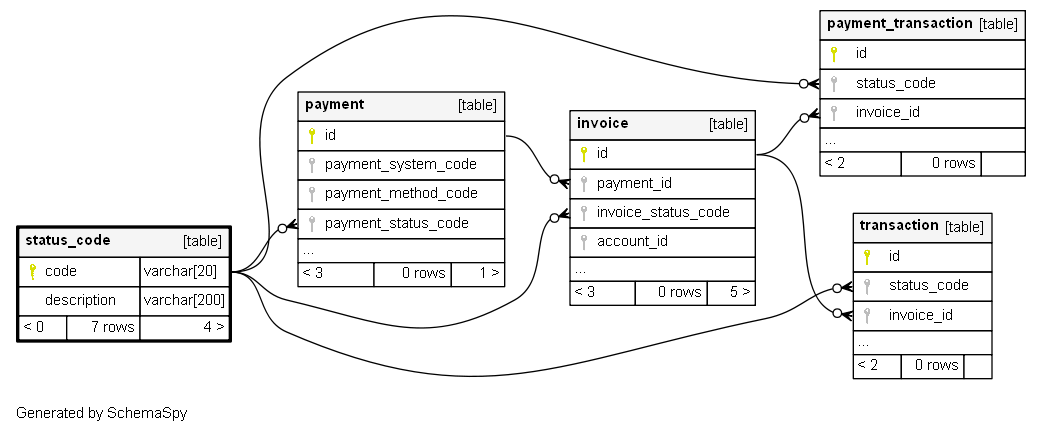 status_code [table]
code varchar[20]
description varchar[200]
< 0 7 rows 4 >
payment [table]
id
payment_system_code
payment_method_code
payment_status_code
...
< 3 0 rows 1 >
invoice [table]
id
payment_id
invoice_status_code
account_id
...
< 3 0 rows 5 >
payment_transaction [table]
id
status_code
invoice_id
...
< 2 0 rows
transaction [table]
id
status_code
invoice_id
...
< 2 0 rows
Generated by SchemaSpy